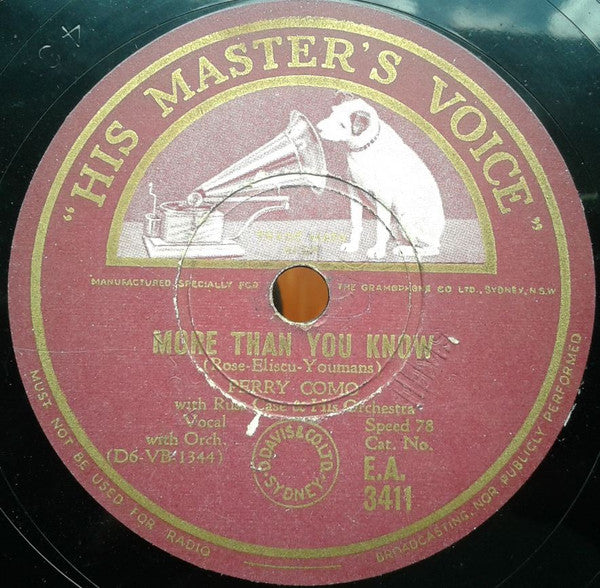 "HIS MASTER'S VOICE"
MANUFACTURED SPECIALLY FOR THE GRAMOPHONE CO LTD., SYDNEY, N.S.W
MORE THAN YOU KNOW
(Rose-Eliscu-Youmans)
PERRY COMO
with Russ Case & His Orchestra
Vocal
with Orch.
(D6-VB-1344)
Speed 78
Cat. No.
E.A.
3411
D. DAVIS & CO. LTD.
SYDNEY
MUST NOT BE USED FOR RADIO
BROADCASTING, NOR PUBLICLY PERFORMED